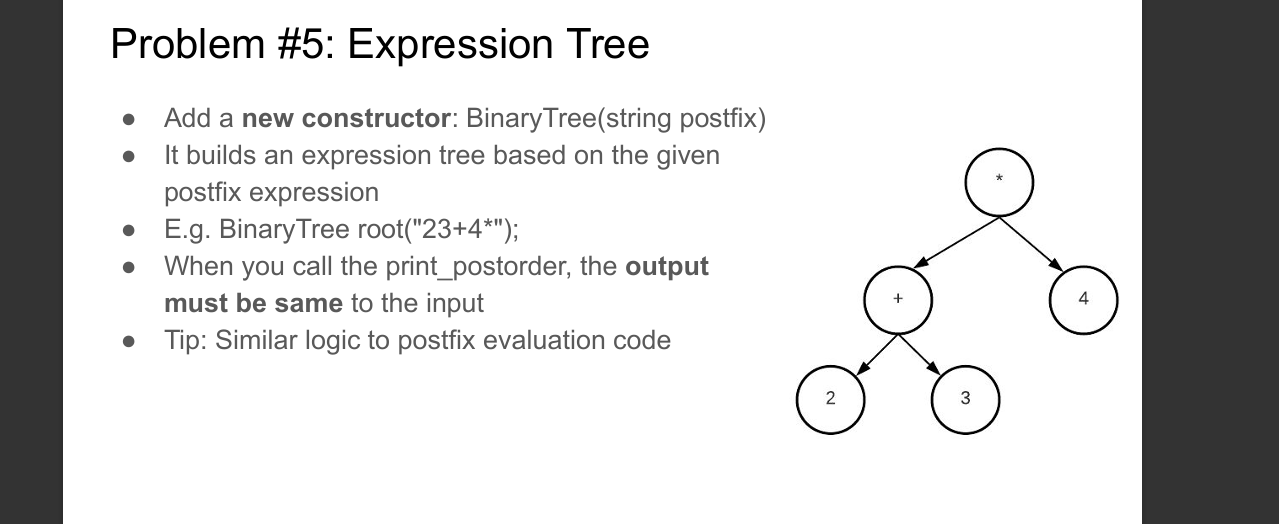 Problem #5: Expression Tree
● Add a new constructor: BinaryTree(string postfix)
● It builds an expression tree based on the given
postfix expression
● E.g. BinaryTree root("23+4*");
● When you call the print_postorder, the output
must be same to the input
● Tip: Similar logic to postfix evaluation code
*
+
4
2
3